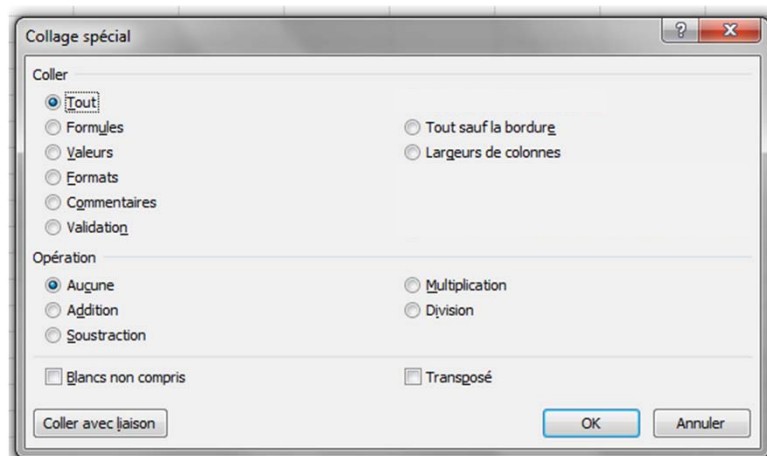 Collage spécial
Coller
Tout
Formules
Tout sauf la bordure
Valeurs
Largeurs de colonnes
Formats
Commentaires
Validation
Opération
Aucune
Multiplication
Addition
Division
Soustraction
Blancs non compris
Transposé
Coller avec liaison
OK
Annuler